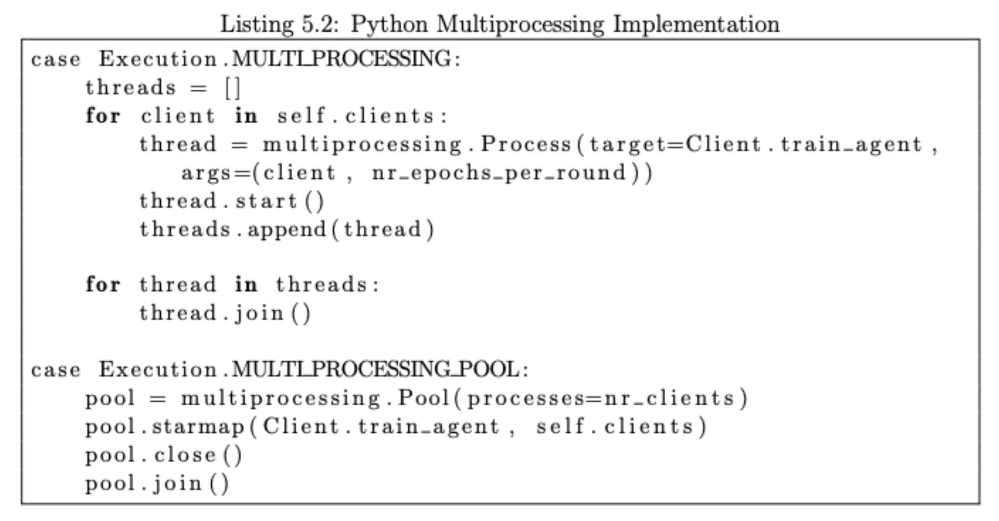 Listing 5.2: Python Multiprocessing Implementation
case Execution.MULTI_PROCESSING:
threads = []
for client in self.clients:
thread = multiprocessing.Process(target=Client.train_agent,
args=(client, nr_epochs_per_round))
thread.start()
threads.append(thread)
for thread in threads:
thread.join()
case Execution.MULTI_PROCESSING_POOL:
pool = multiprocessing.Pool(processes=nr_clients)
pool.starmap(Client.train_agent, self.clients)
pool.close()
pool.join()